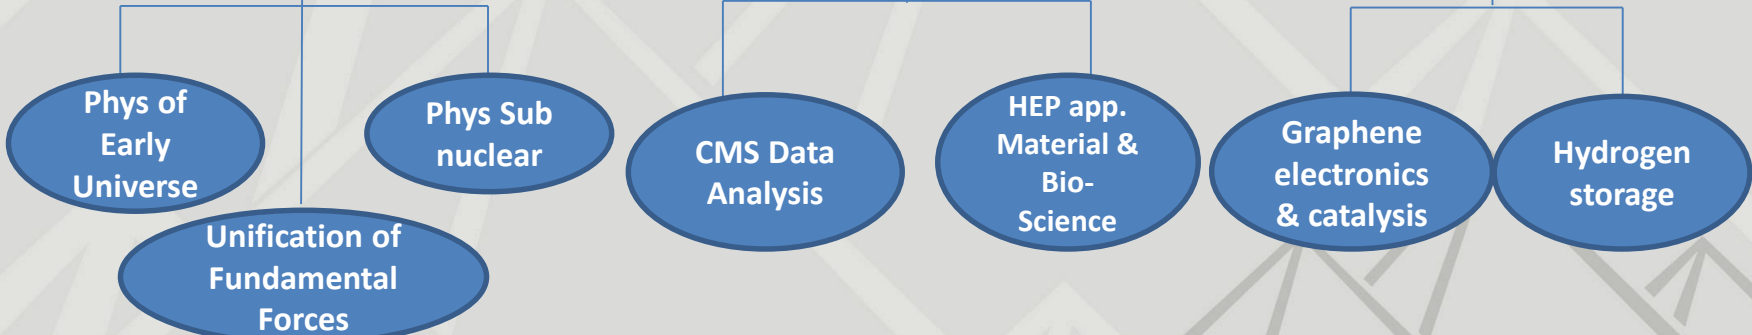 Phys of
Early
Universe
Unification of
Fundamental
Forces
Phys Sub
nuclear
CMS Data
Analysis
HEP app.
Material &
Bio-
Science
Graphene
electronics
& catalysis
Hydrogen
storage